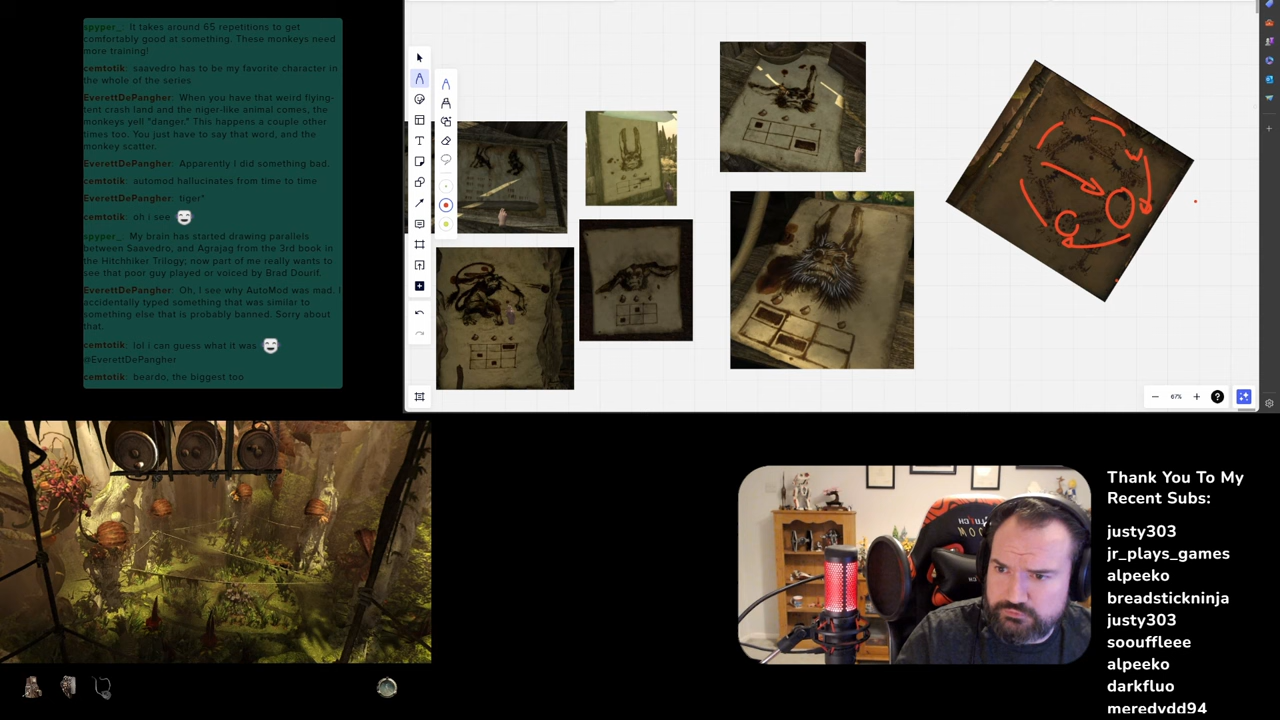 spyper_: It takes around 65 repetitions to get
comfortably good at something. These monkeys need
more training!
cemtotik: saavedro has to be my favorite character in
the whole of the series
EverettDePangher: When you have that weird flying-
tent crash land and the niger-like animal comes, the
monkeys yell "danger." This happens a couple other
times too. You just have to say that word, and the
monkey scatter.
EverettDePangher: Apparently I did something bad.
cemtotik: automod hallucinates from time to time
EverettDePangher: tiger*
cemtotik: oh i see
spyper_: My brain has started drawing parallels
between Saavedro, and Agrajag from the 3rd book in
the Hitchhiker Trilogy; now part of me really wants to
see that poor guy played or voiced by Brad Dourif.
EverettDePangher: Oh, I see why AutoMod was mad. I
accidentally typed something that was similar to
something else that is probably banned. Sorry about
that.
cemtotik: lol i can guess what it was
@EverettDePangher
cemtotik: beardo, the biggest too
67%
Thank You To My
Recent Subs:
justy303
jr_plays_games
alpeeko
breadstickninja
justy303
sooufleee
alpeeko
darkfluo
meredydd94